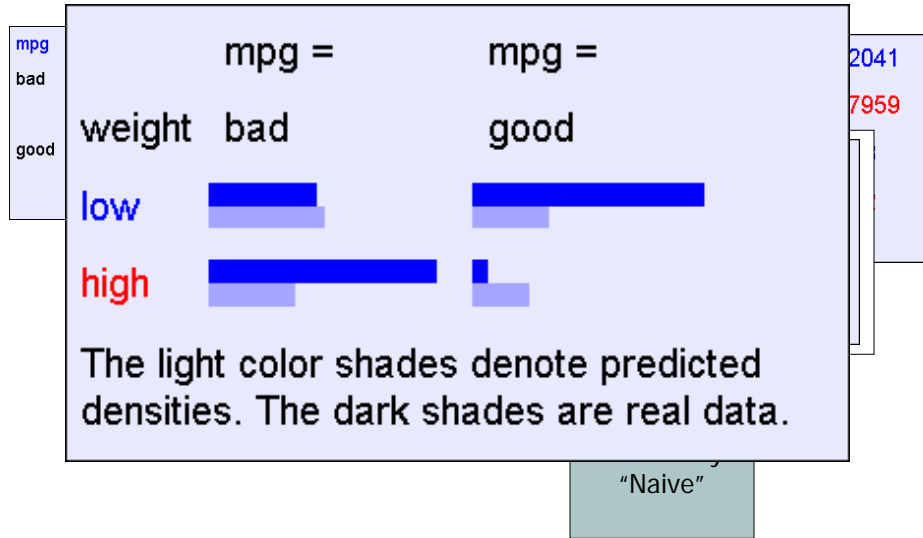 mpg
bad
good
mpg = mpg =
weight bad good
low
high
The light color shades denote predicted
densities. The dark shades are real data.
2041
7959
"Naive"